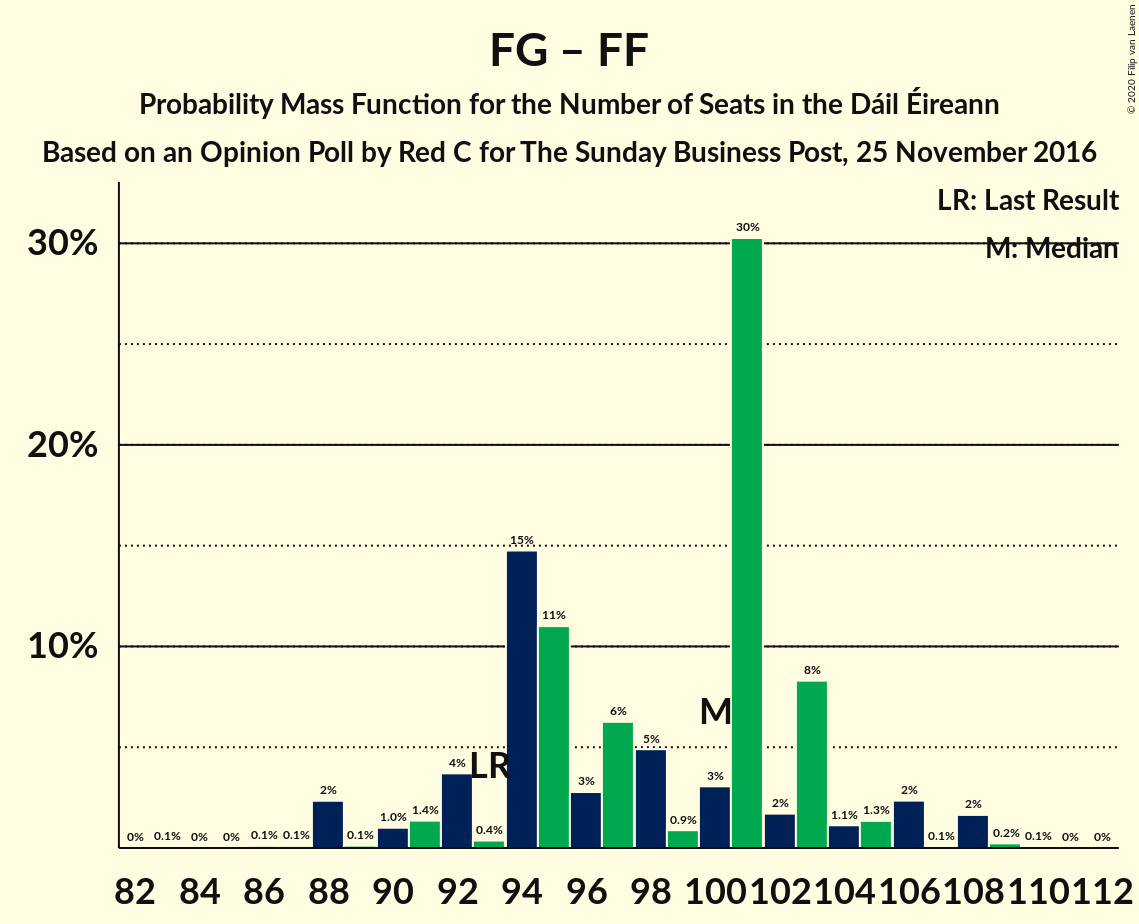 FG – FF
Probability Mass Function for the Number of Seats in the Dáil Éireann
Based on an Opinion Poll by Red C for The Sunday Business Post, 25 November 2016
© 2020 Filip van Laenen
LR: Last Result
M: Median
30%
20%
10%
0% 0.1% 0% 0% 0.1% 0.1% 2% 0.1% 1.0% 1.4% 4% 0.4% 15% 11% 3% 6% 5% 0.9% 3% 30% 2% 8% 1.1% 1.3% 2% 0.1% 2% 0.2% 0.1% 0% 0%
LR
M
82 84 86 88 90 92 94 96 98 100 102 104 106 108 110 112